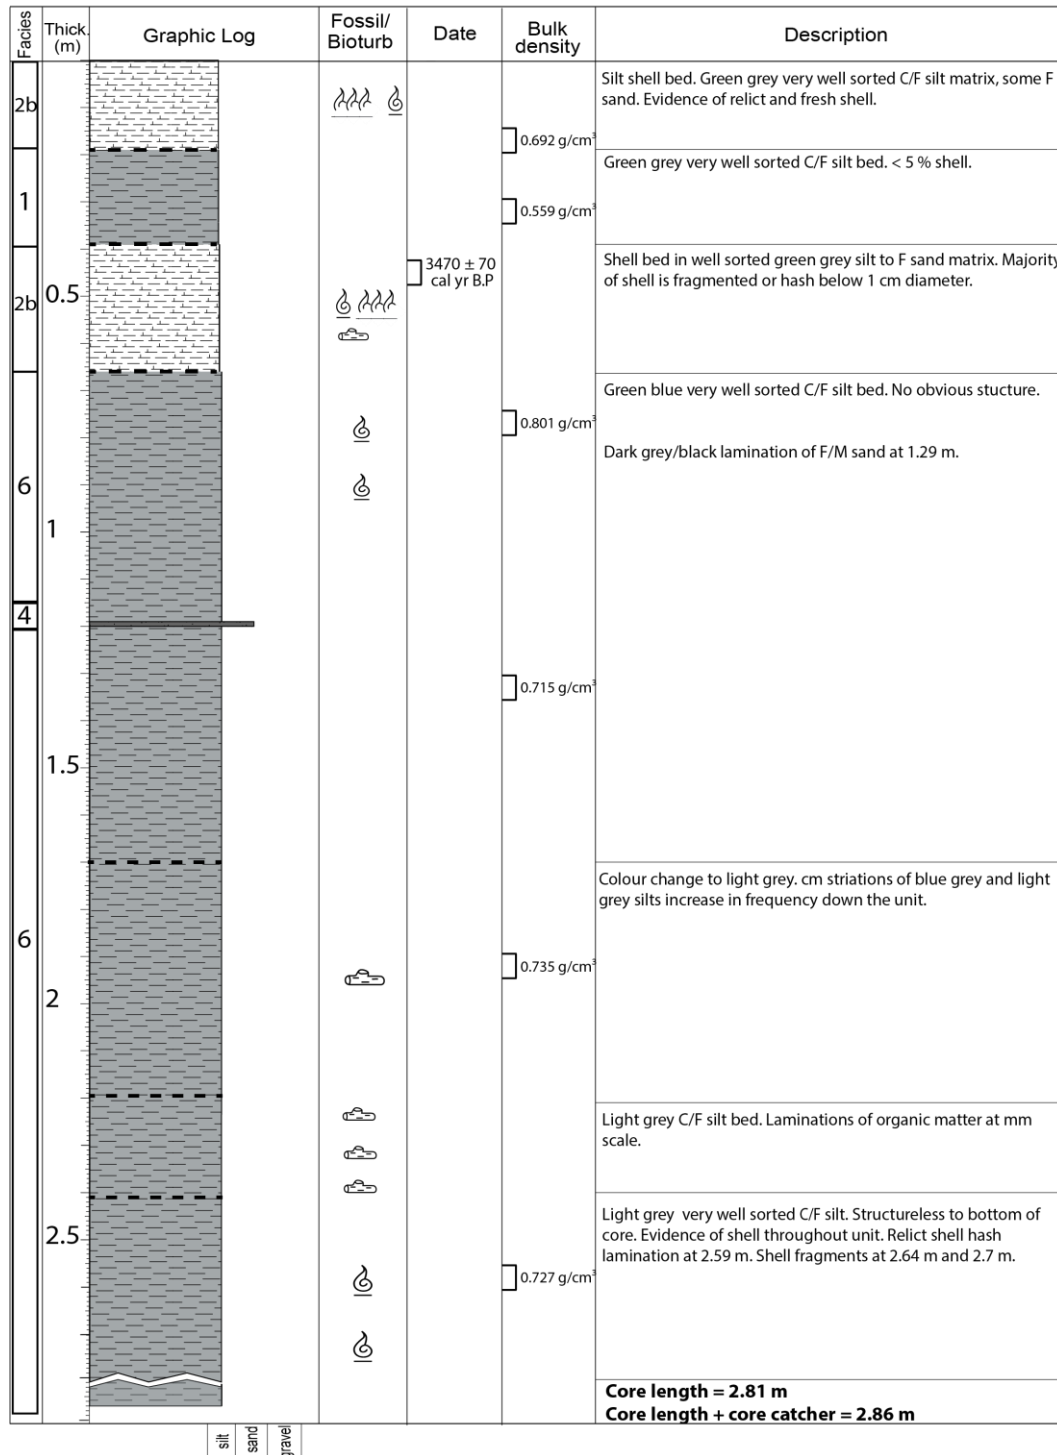 Facies
Thick.
(m)
Graphic Log
Fossil/
Bioturb
Date
Bulk
density
Description
2b
Silt shell bed. Green grey very well sorted C/F silt matrix, some F
sand. Evidence of relict and fresh shell.
0.692 g/cm³
1
Green grey very well sorted C/F silt bed. < 5 % shell.
0.559 g/cm³
2b
0.5
3470 ± 70
cal yr B.P
Shell bed in well sorted green grey silt to F sand matrix. Majority
of shell is fragmented or hash below 1 cm diameter.
6
Green blue very well sorted C/F silt bed. No obvious stucture.
0.801 g/cm³
Dark grey/black lamination of F/M sand at 1.29 m.
1
4
0.715 g/cm³
1.5
6
Colour change to light grey. cm striations of blue grey and light
grey silts increase in frequency down the unit.
0.735 g/cm³
2
Light grey C/F silt bed. Laminations of organic matter at mm
scale.
2.5
Light grey  very well sorted C/F silt. Structureless to bottom of
core. Evidence of shell throughout unit. Relict shell hash
lamination at 2.59 m. Shell fragments at 2.64 m and 2.7 m.
0.727 g/cm³
Core length = 2.81 m
Core length + core catcher = 2.86 m
silt
sand
gravel